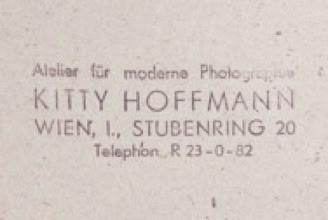 Atelier für moderne Photographie
KITTY HOFFMANN
WIEN, I., STUBENRING 20
Telephon R 23-0-82